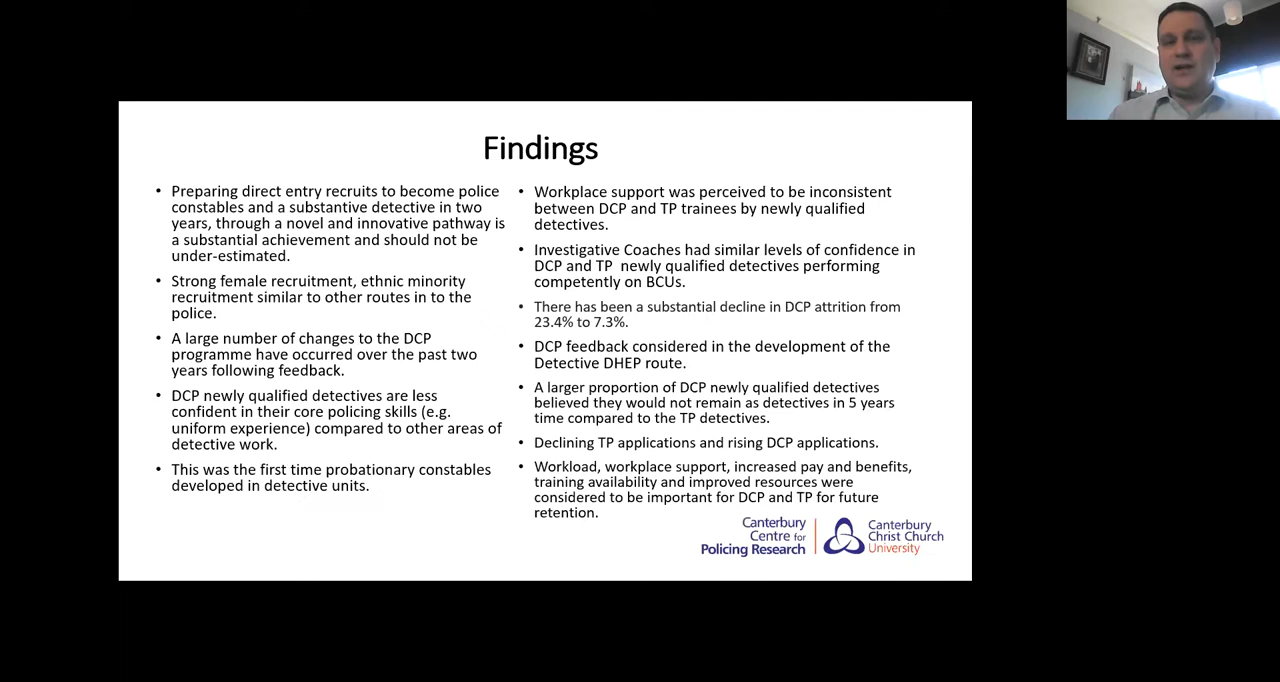 Findings
• Preparing direct entry recruits to become police
constables and a substantive detective in two
years, through a novel and innovative pathway is
a substantial achievement and should not be
under-estimated.
• Strong female recruitment, ethnic minority
recruitment similar to other routes in to the
police.
• A large number of changes to the DCP
programme have occurred over the past two
years following feedback.
• DCP newly qualified detectives are less
confident in their core policing skills (e.g.
uniform experience) compared to other areas of
detective work.
• This was the first time probationary constables
developed in detective units.
• Workplace support was perceived to be inconsistent
between DCP and TP trainees by newly qualified
detectives.
• Investigative Coaches had similar levels of confidence in
DCP and TP newly qualified detectives performing
competently on BCUs.
• There has been a substantial decline in DCP attrition from
23.4% to 7.3%.
• DCP feedback considered in the development of the
Detective DHEP route.
• A larger proportion of DCP newly qualified detectives
believed they would not remain as detectives in 5 years
time compared to the TP detectives.
• Declining TP applications and rising DCP applications.
• Workload, workplace support, increased pay and benefits,
training availability and improved resources were
considered to be important for DCP and TP for future
retention.
Canterbury
Centre for
Policing Research
Canterbury
Christ Church
University